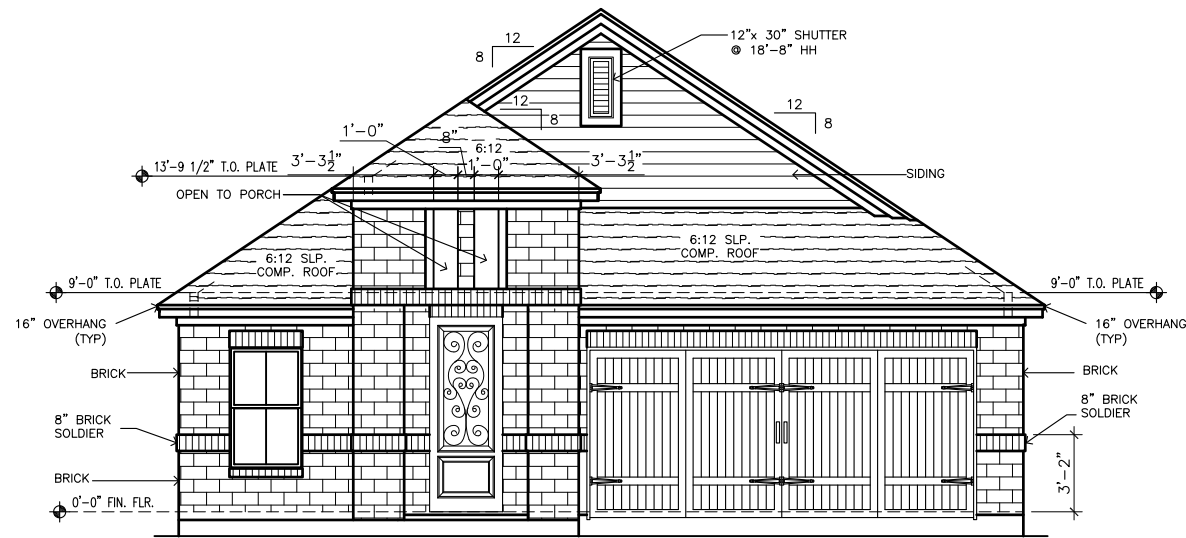 12
8
12"x 30" SHUTTER
@ 18'-8" HH
12
8
12
8
1'-0"
8"
6:12
13'-9 1/2" T.O. PLATE
3'-3½"
1'-0"
3'-3½"
SIDING
OPEN TO PORCH
6:12 SLP.
COMP. ROOF
6:12 SLP.
COMP. ROOF
9'-0" T.O. PLATE
9'-0" T.O. PLATE
16" OVERHANG
(TYP)
16" OVERHANG
(TYP)
BRICK
BRICK
8" BRICK
SOLDIER
8" BRICK
SOLDIER
BRICK
3'-2"
0'-0" FIN. FLR.